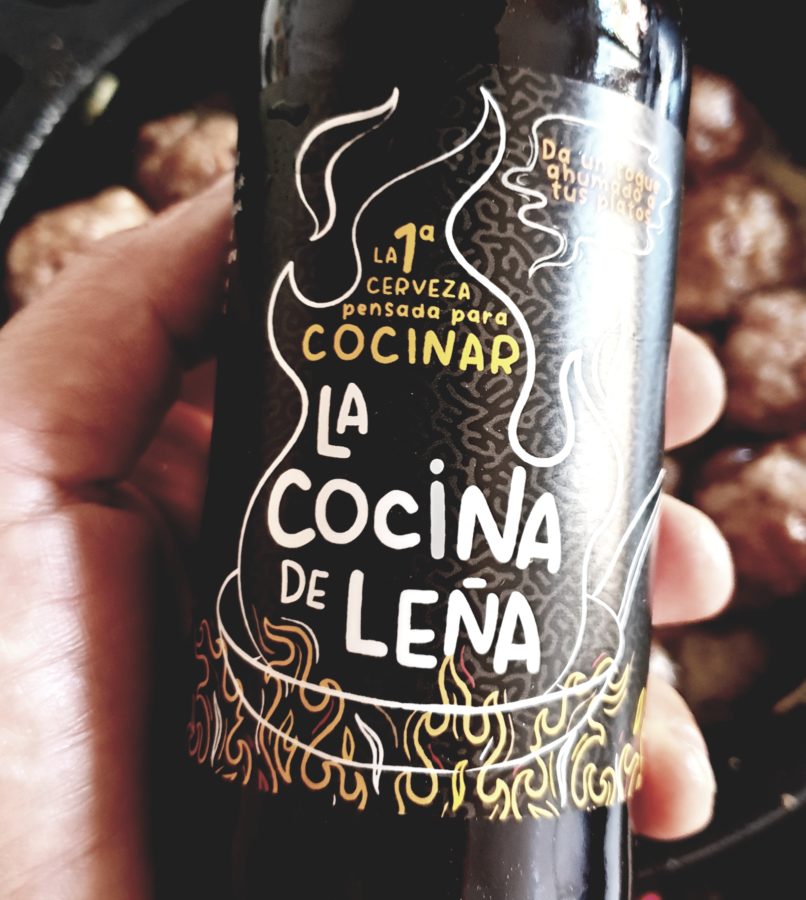 LA 1ª
CERVEZA
pensada para
COCINAR
LA
COCINA
DE LEÑA
Da un toque
ahumado a
tus platos